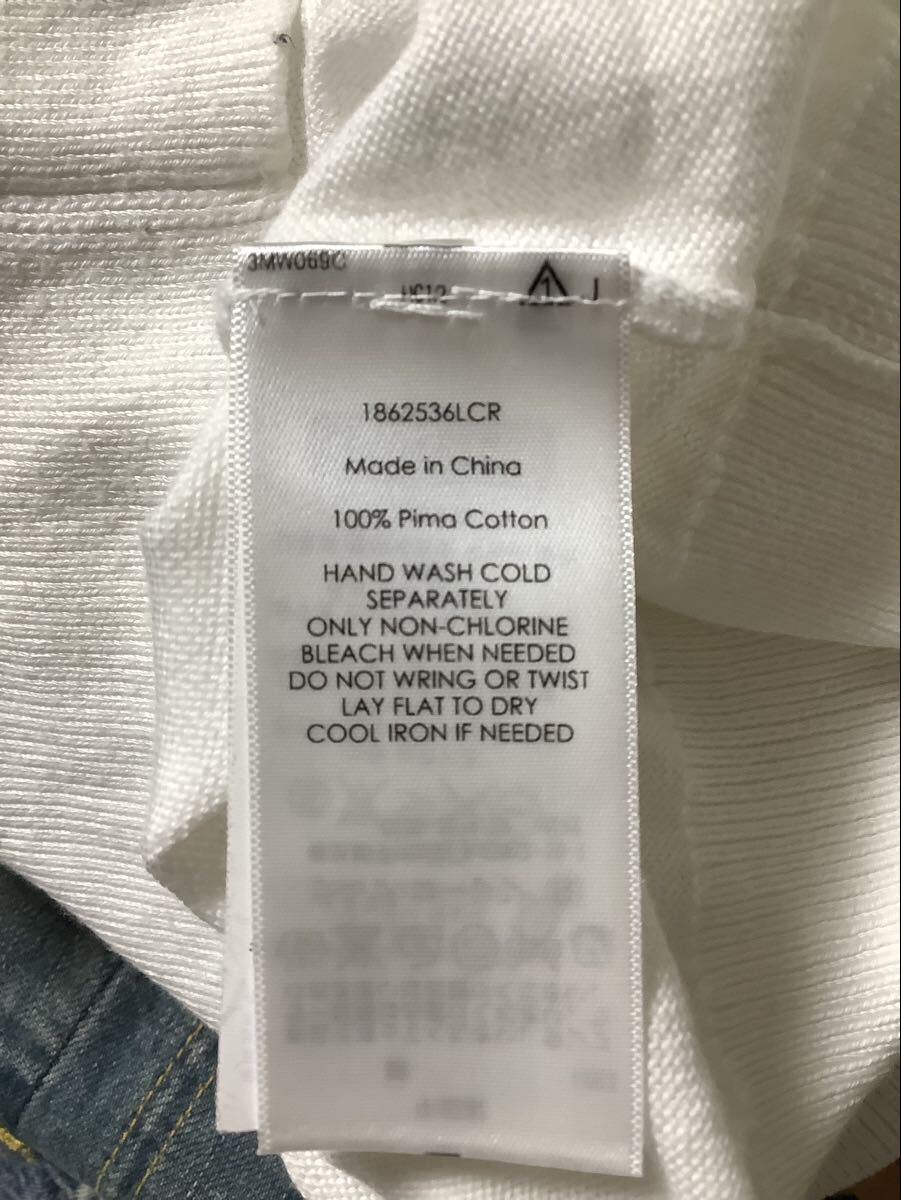 3MW069C
1 J
1862536LCR
Made in China
100% Pima Cotton
HAND WASH COLD
SEPARATELY
ONLY NON-CHLORINE
BLEACH WHEN NEEDED
DO NOT WRING OR TWIST
LAY FLAT TO DRY
COOL IRON IF NEEDED